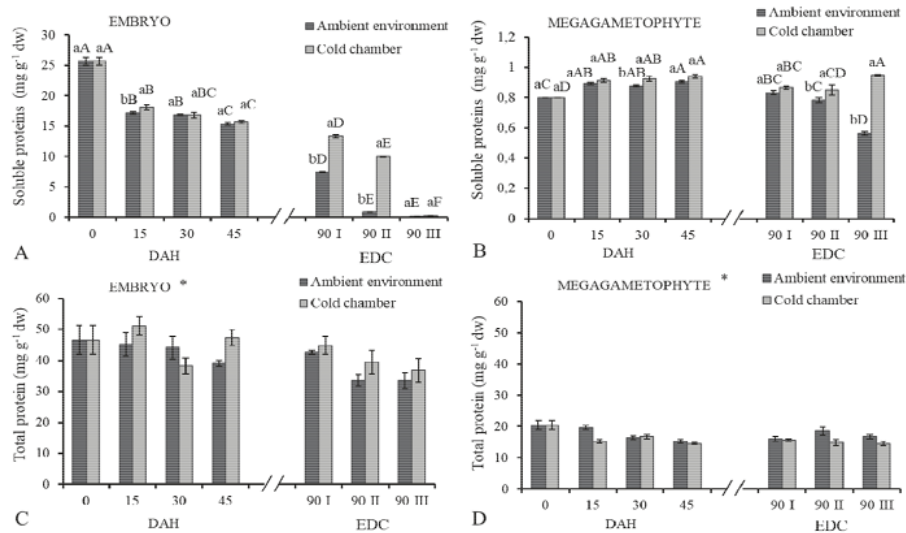 EMBRYO
Ambient environment
Cold chamber
Soluble proteins (mg g⁻¹ dw)
30
25
20
15
10
5
0
aA aA
bB aB
aB aBC
aC aC
bD aD
bE aE
aE aF
0 15 30 45 90 I 90 II 90 III
A DAH EDC
MEGAGAMETOPHYTE
Ambient environment
Cold chamber
Soluble proteins (mg g⁻¹ dw)
1,2
1
0,8
0,6
0,4
0,2
0
aC aD
aAB aAB
bAB aAB
aA aA
aBC aBC
bC aCD
bD aA
0 15 30 45 90 I 90 II 90 III
B DAH EDC
EMBRYO *
Ambient environment
Cold chamber
Total protein (mg g⁻¹ dw)
60
50
40
30
20
10
0
0 15 30 45 90 I 90 II 90 III
C DAH EDC
MEGAGAMETOPHYTE *
Ambient environment
Cold chamber
Total protein (mg g⁻¹ dw)
60
50
40
30
20
10
0
0 15 30 45 90 I 90 II 90 III
D DAH EDC